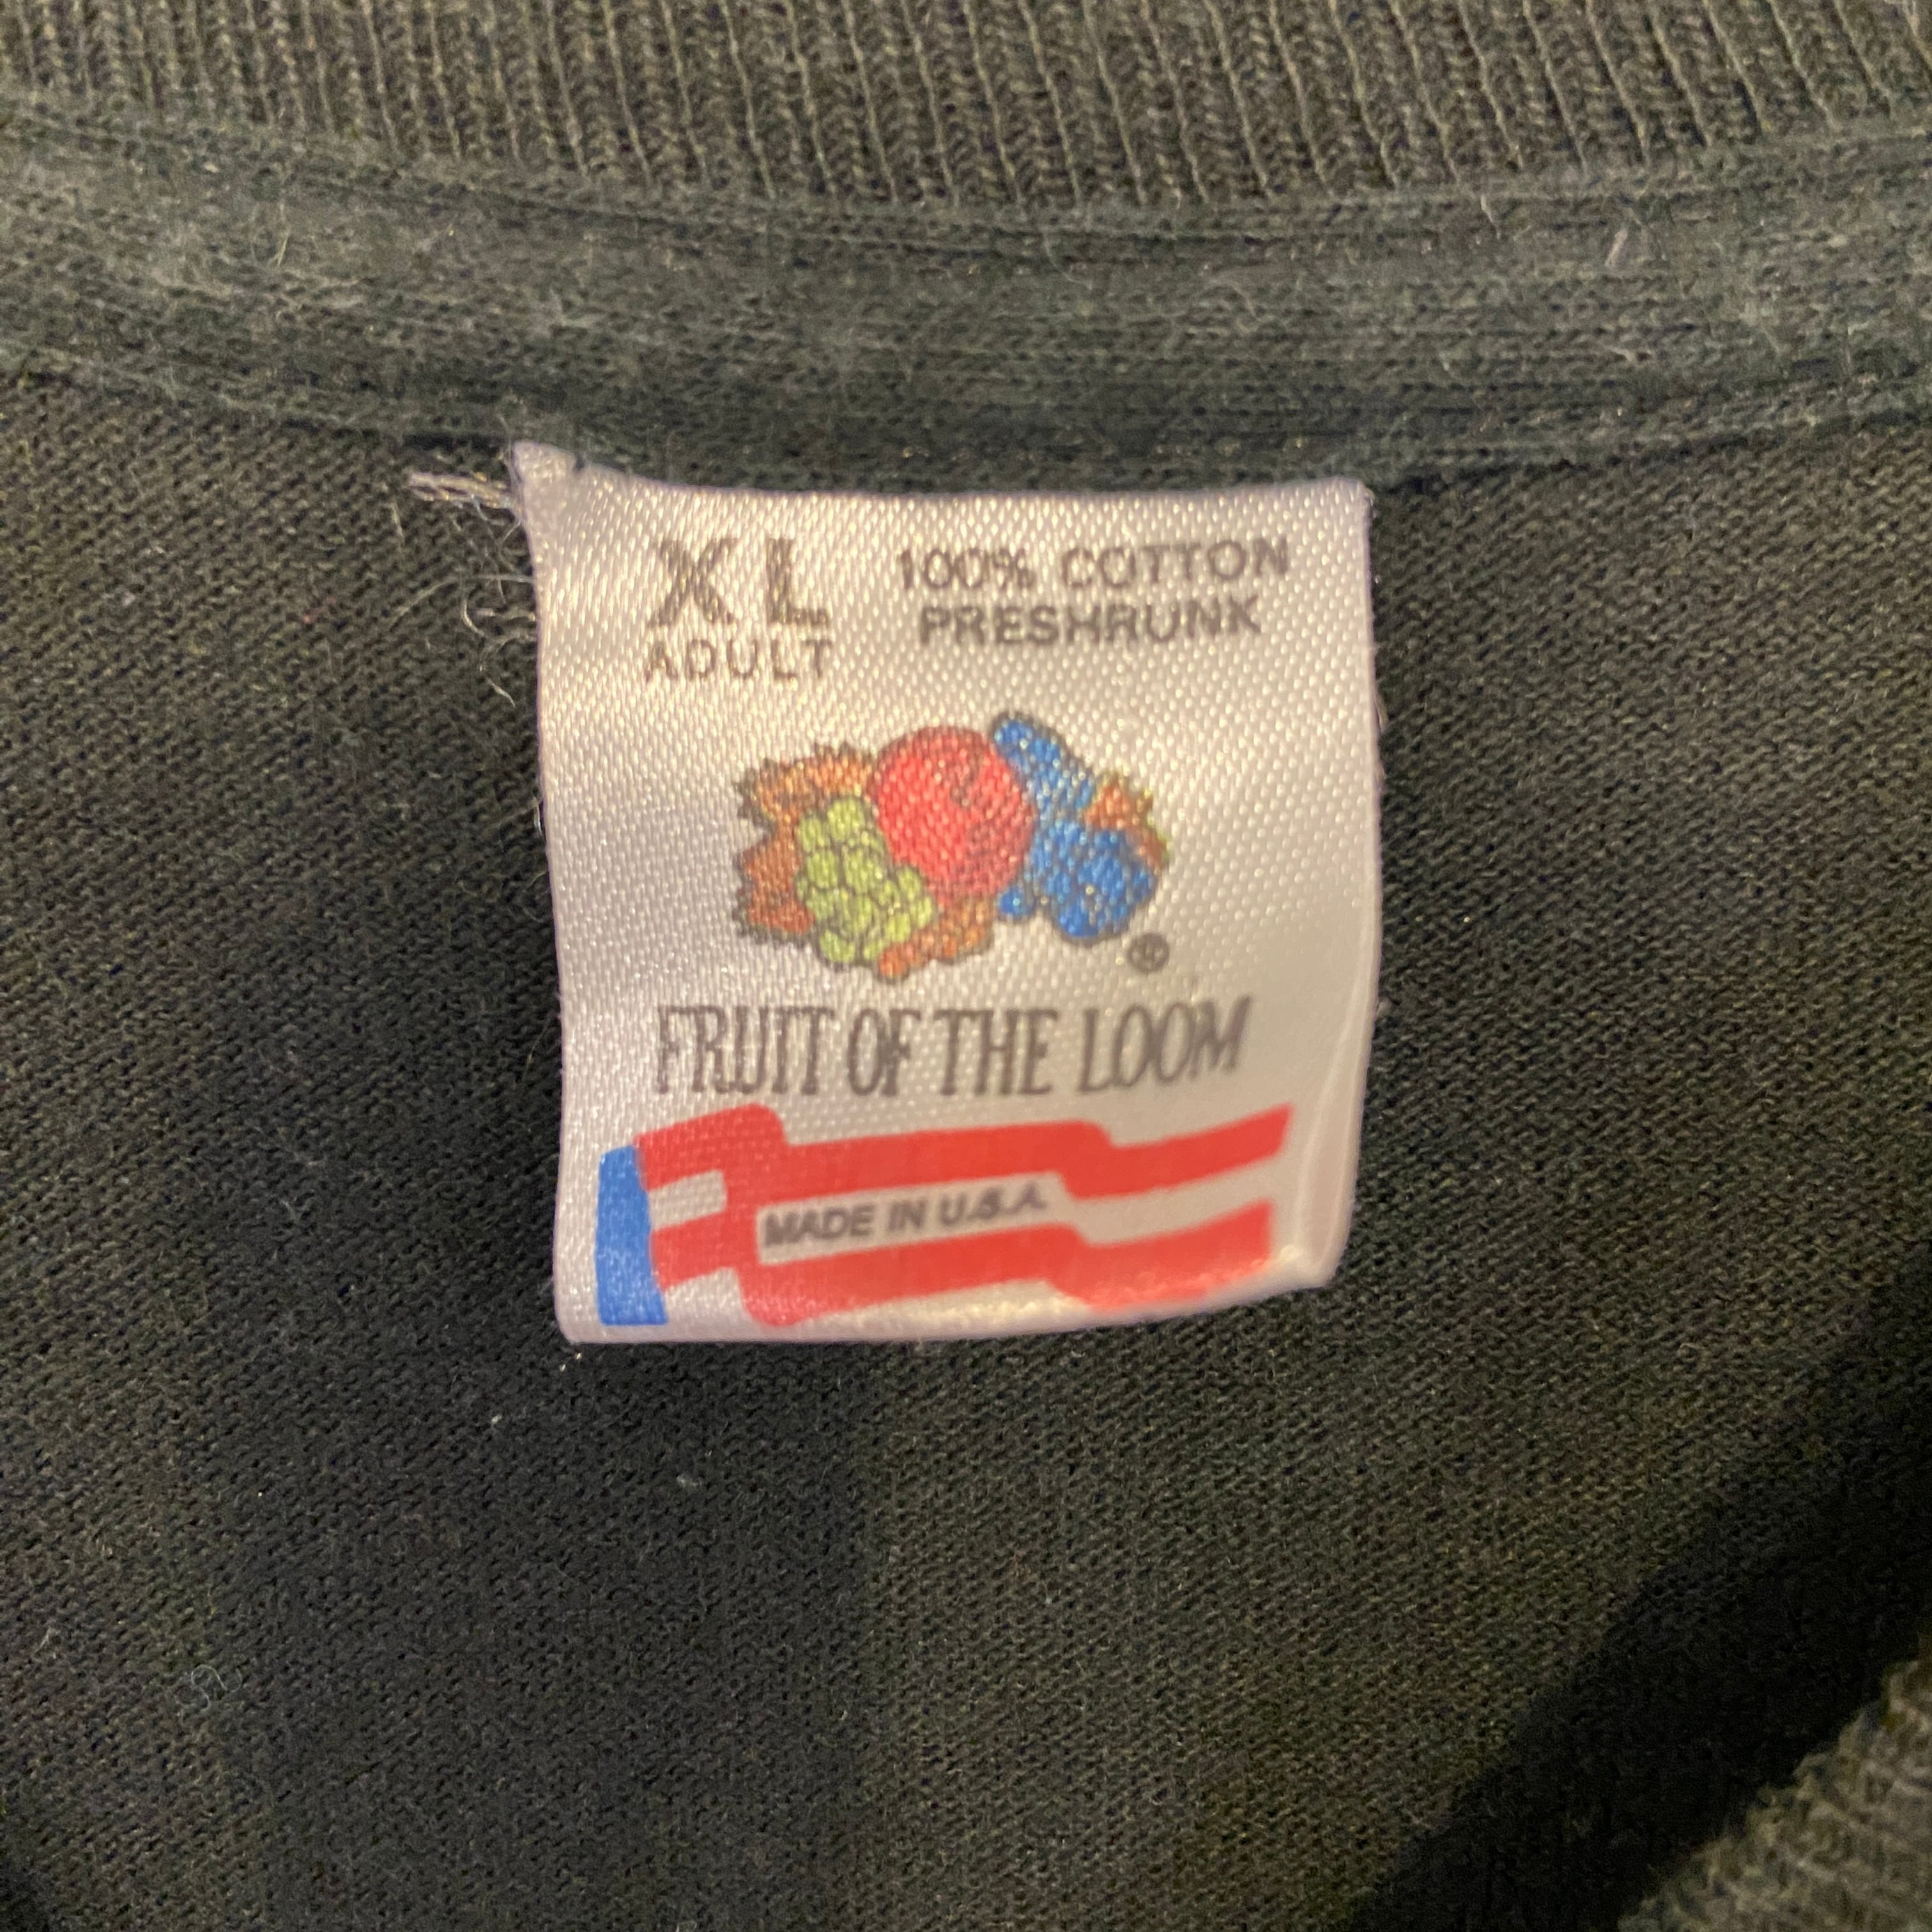 XL
ADULT
100% COTTON
PRESHRUNK
®
FRUIT OF THE LOOM
MADE IN U.S.A.